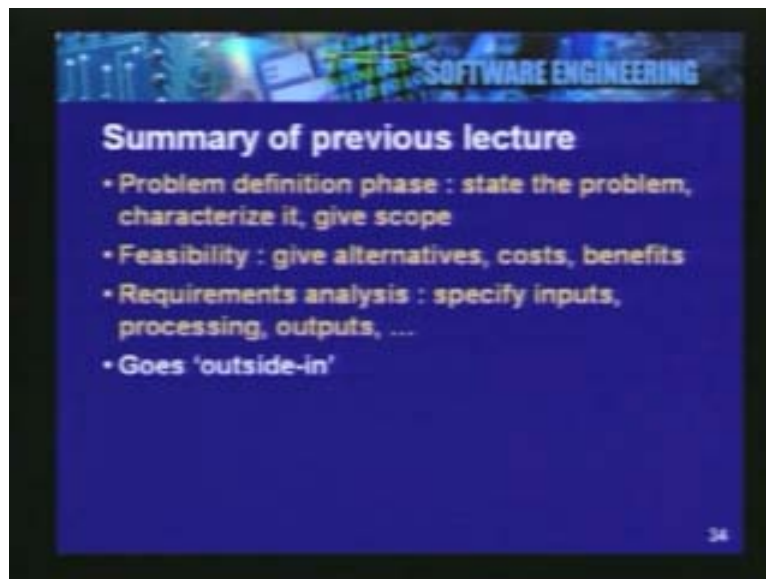 SOFTWARE ENGINEERING
Summary of previous lecture
• Problem definition phase : state the problem,
characterize it, give scope
• Feasibility : give alternatives, costs, benefits
• Requirements analysis : specify inputs,
processing, outputs, ...
• Goes ‘outside-in’
34